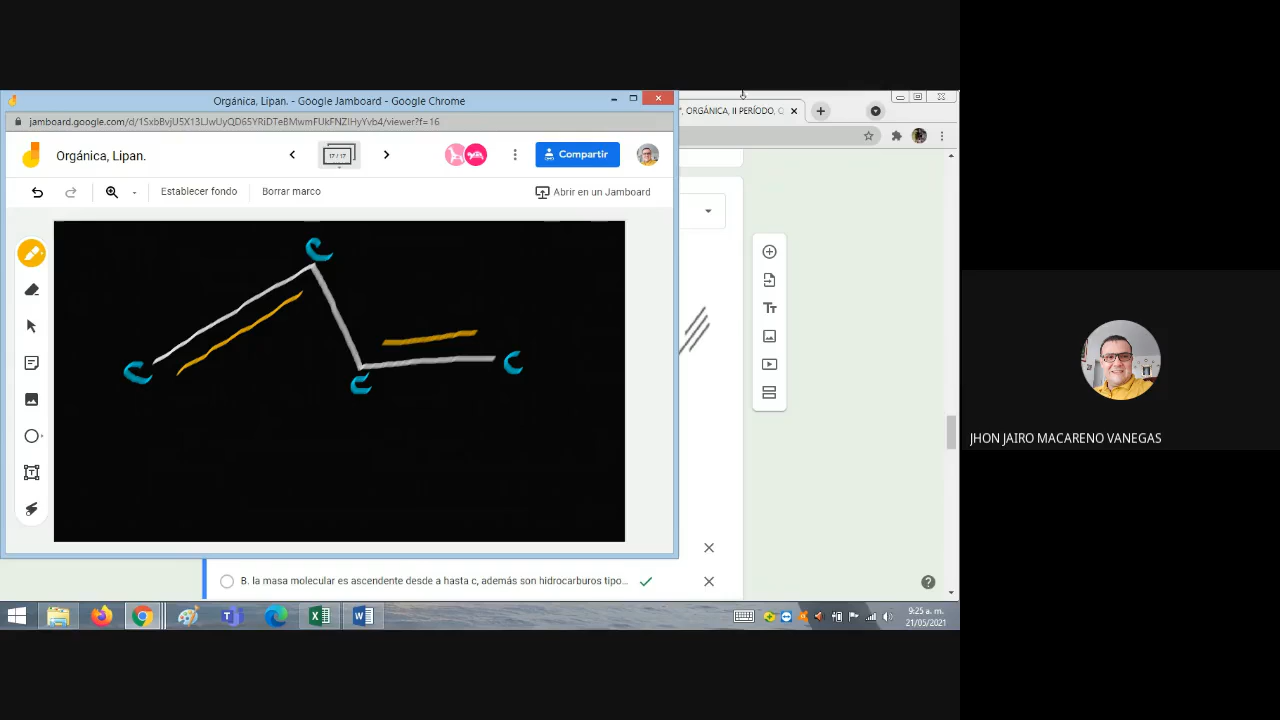 Orgánica, Lipan. - Google Jamboard - Google Chrome
", ORGÁNICA, II PERÍODO, Q
jamboard.google.com/d/1SxbBvjU5X13LJwUyQD65YRiDTeBMwmFUkFNZIHyYvb4/viewer?f=16
Orgánica, Lipan.
17 / 17
Compartir
Establecer fondo
Borrar marco
Abrir en un Jamboard
C
C
C
C
B. la masa molecular es ascendente desde a hasta c, además son hidrocarburos tipo...
JHON JAIRO MACARENO VANEGAS
9:25 a. m.
21/05/2021